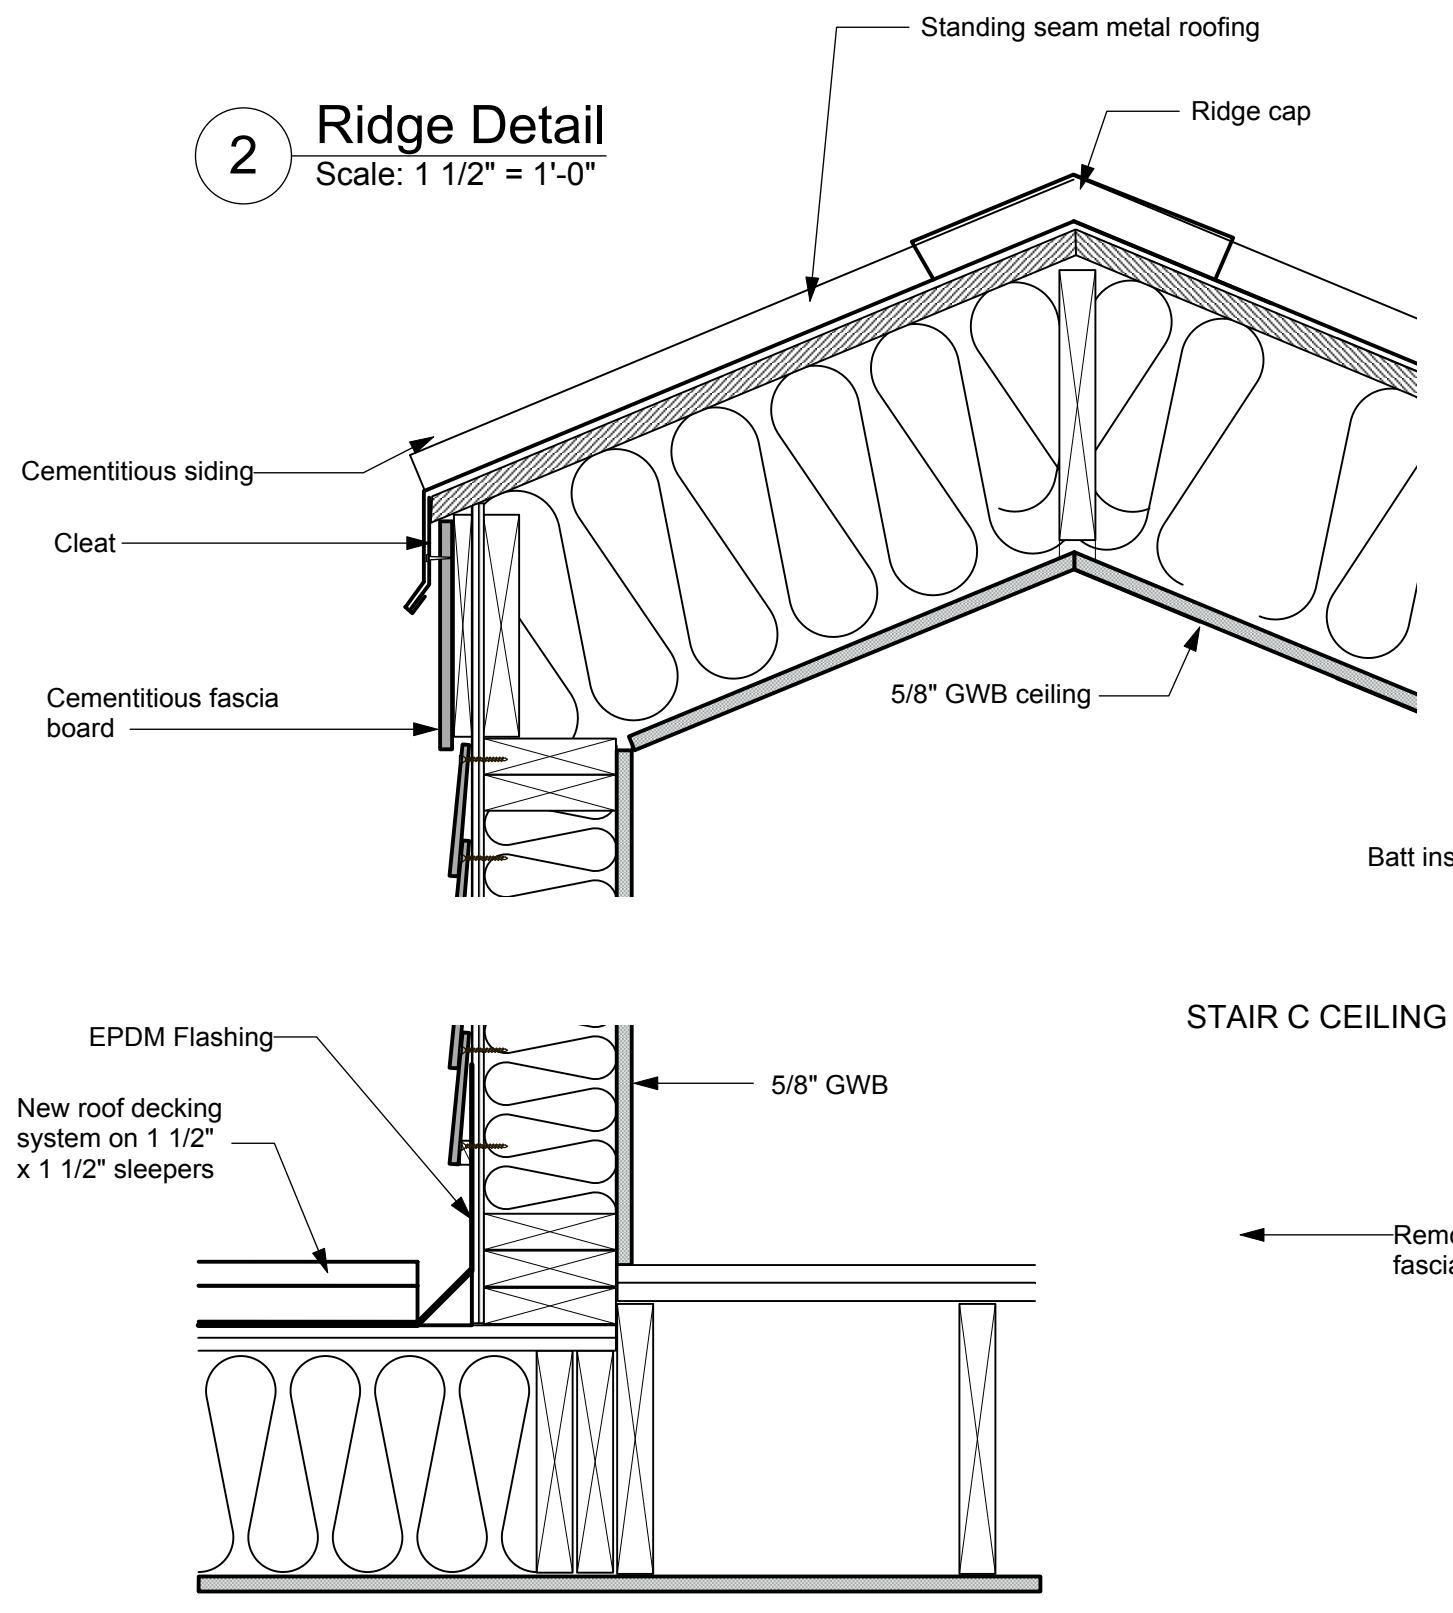 Standing seam metal roofing
Ridge cap
2
Ridge Detail
Scale: 1 1/2" = 1'-0"
Cementitious siding
Cleat
Cementitious fascia
board
5/8" GWB ceiling
Batt
STAIR C CEILING
EPDM Flashing
5/8" GWB
New roof decking
system on 1 1/2"
x 1 1/2" sleepers